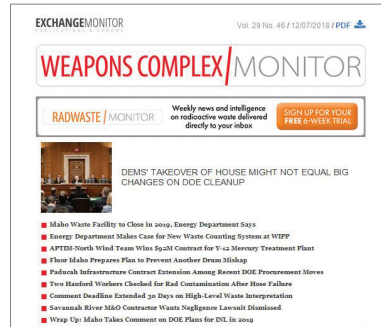 EXCHANGEMONITOR
PUBLICATIONS & FORUMS
Vol. 29 No. 46 / 12/07/2018 / PDF
WEAPONS COMPLEX/MONITOR
RADWASTE / MONITOR
Weekly news and intelligence
on radioactive waste delivered
directly to your inbox
SIGN UP FOR YOUR
FREE 6-WEEK TRIAL
DEMS' TAKEOVER OF HOUSE MIGHT NOT EQUAL BIG
CHANGES ON DOE CLEANUP
Idaho Waste Facility to Close in 2019, Energy Department Says
Energy Department Makes Case for New Waste Counting System at WIPP
APTIM-North Wind Team Wins $92M Contract for Y-12 Mercury Treatment Plant
Fluor Idaho Prepares Plan to Prevent Another Drum Mishap
Paducah Infrastructure Contract Extension Among Recent DOE Procurement Moves
Two Hanford Workers Checked for Rad Contamination After Hose Failure
Comment Deadline Extended 30 Days on High-Level Waste Interpretation
Savannah River M&O Contractor Wants Negligence Lawsuit Dismissed
Wrap Up: Idaho Takes Comment on DOE Plans for INL in 2019